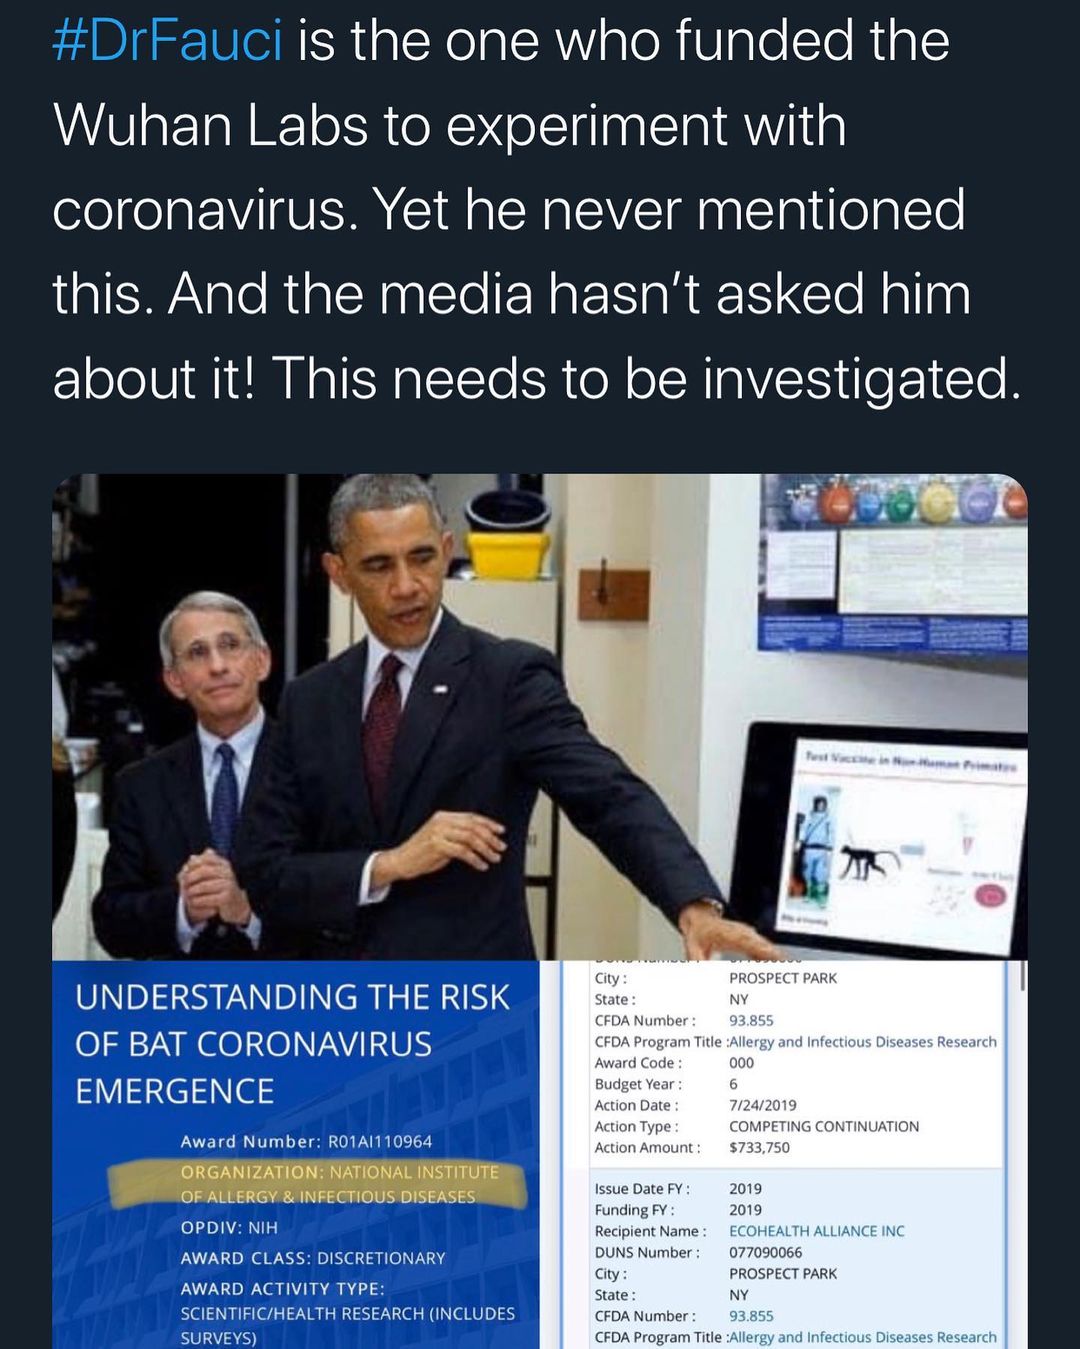 #DrFauci is the one who funded the
Wuhan Labs to experiment with
coronavirus. Yet he never mentioned
this. And the media hasn’t asked him
about it! This needs to be investigated.
Test Vaccine in Non-Human Primates
UNDERSTANDING THE RISK
OF BAT CORONAVIRUS
EMERGENCE
Award Number: R01AI110964
ORGANIZATION: NATIONAL INSTITUTE
OF ALLERGY & INFECTIOUS DISEASES
OPDIV: NIH
AWARD CLASS: DISCRETIONARY
AWARD ACTIVITY TYPE:
SCIENTIFIC/HEALTH RESEARCH (INCLUDES
SURVEYS)
City : PROSPECT PARK
State : NY
CFDA Number : 93.855
CFDA Program Title :Allergy and Infectious Diseases Research
Award Code : 000
Budget Year : 6
Action Date : 7/24/2019
Action Type : COMPETING CONTINUATION
Action Amount : $733,750
Issue Date FY : 2019
Funding FY : 2019
Recipient Name : ECOHEALTH ALLIANCE INC
DUNS Number : 077090066
City : PROSPECT PARK
State : NY
CFDA Number : 93.855
CFDA Program Title :Allergy and Infectious Diseases Research